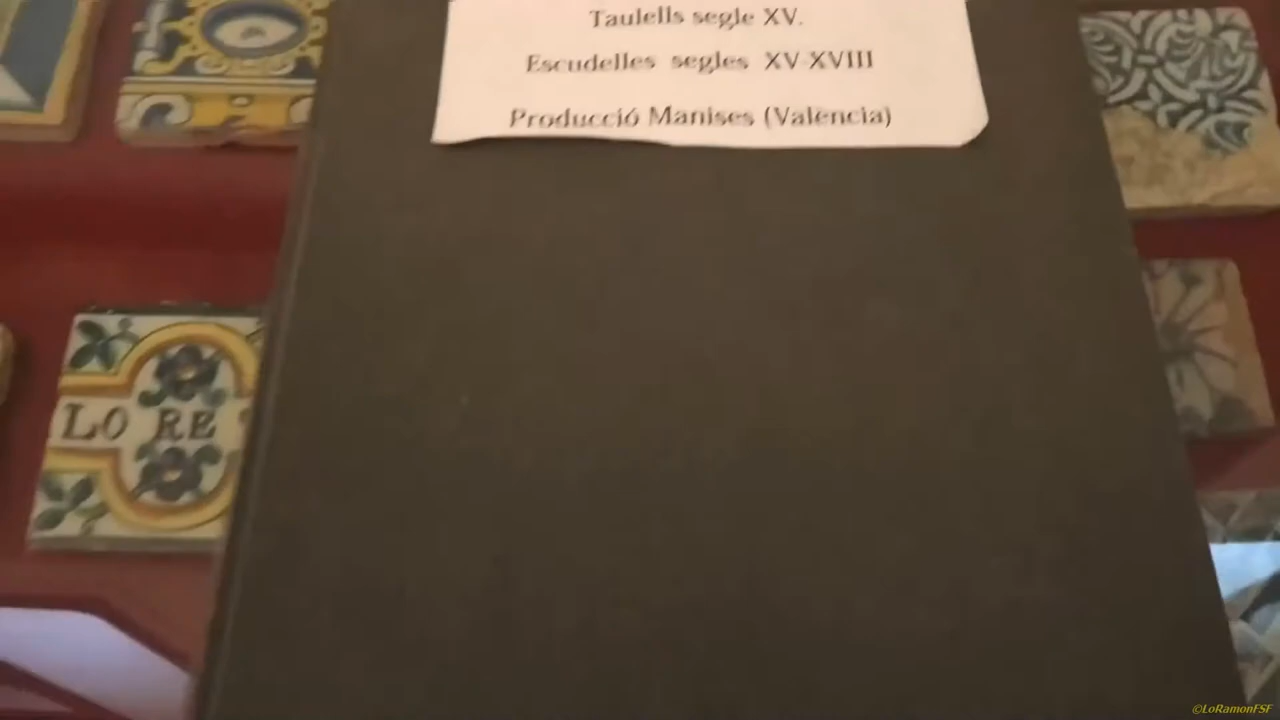 Taulells segle XV.
Escudelles segles XV-XVIII
Producció Manises (València)
LO RE
©LoRamonFSF